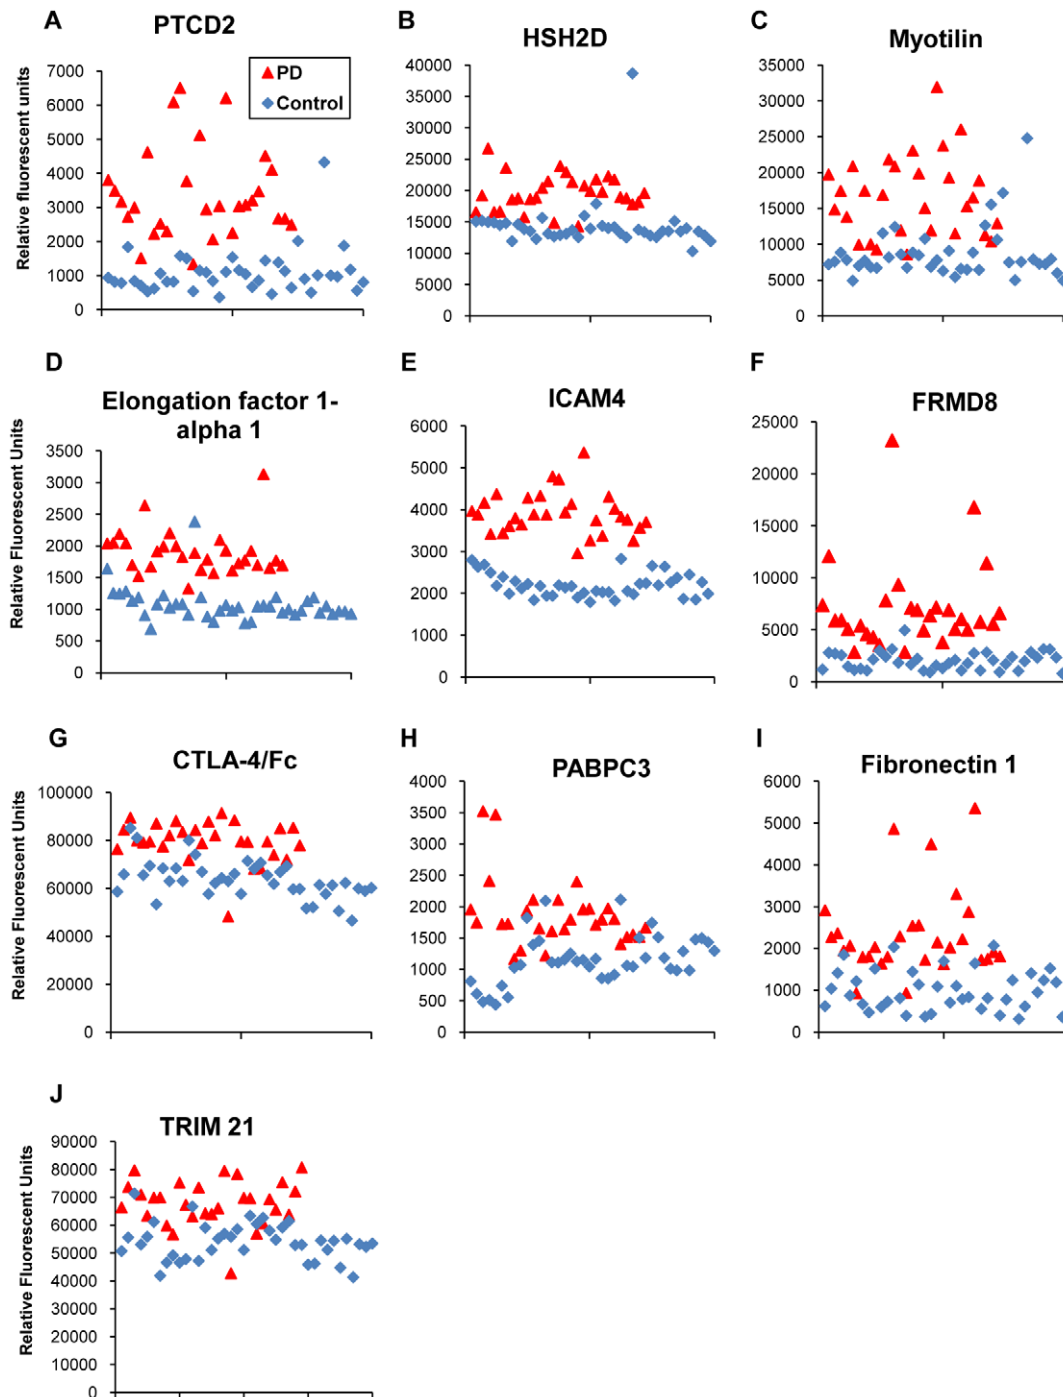 A
PTCD2
Relative fluorescent units
7000
6000
5000
4000
3000
2000
1000
0
PD
Control
B
HSH2D
40000
35000
30000
25000
20000
15000
10000
5000
0
C
Myotilin
35000
30000
25000
20000
15000
10000
5000
0
D
Elongation factor 1-
alpha 1
Relative Fluorescent Units
3500
3000
2500
2000
1500
1000
500
0
E
ICAM4
6000
5000
4000
3000
2000
1000
0
F
FRMD8
25000
20000
15000
10000
5000
0
G
CTLA-4/Fc
Relative Fluorescent Units
100000
80000
60000
40000
20000
0
H
PABPC3
4000
3500
3000
2500
2000
1500
1000
500
0
I
Fibronectin 1
6000
5000
4000
3000
2000
1000
0
J
TRIM 21
Relative Fluorescent Units
90000
80000
70000
60000
50000
40000
30000
20000
10000
0